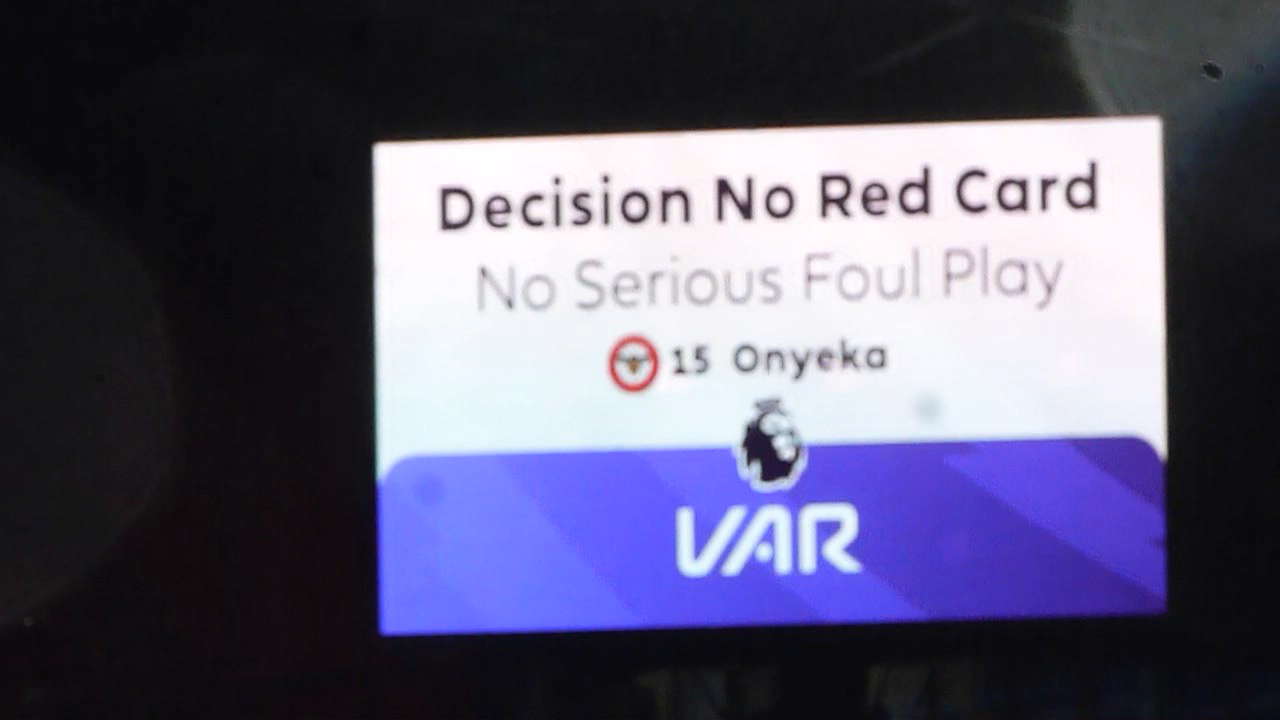 Decision No Red Card
No Serious Foul Play
15 Onyeka
VAR